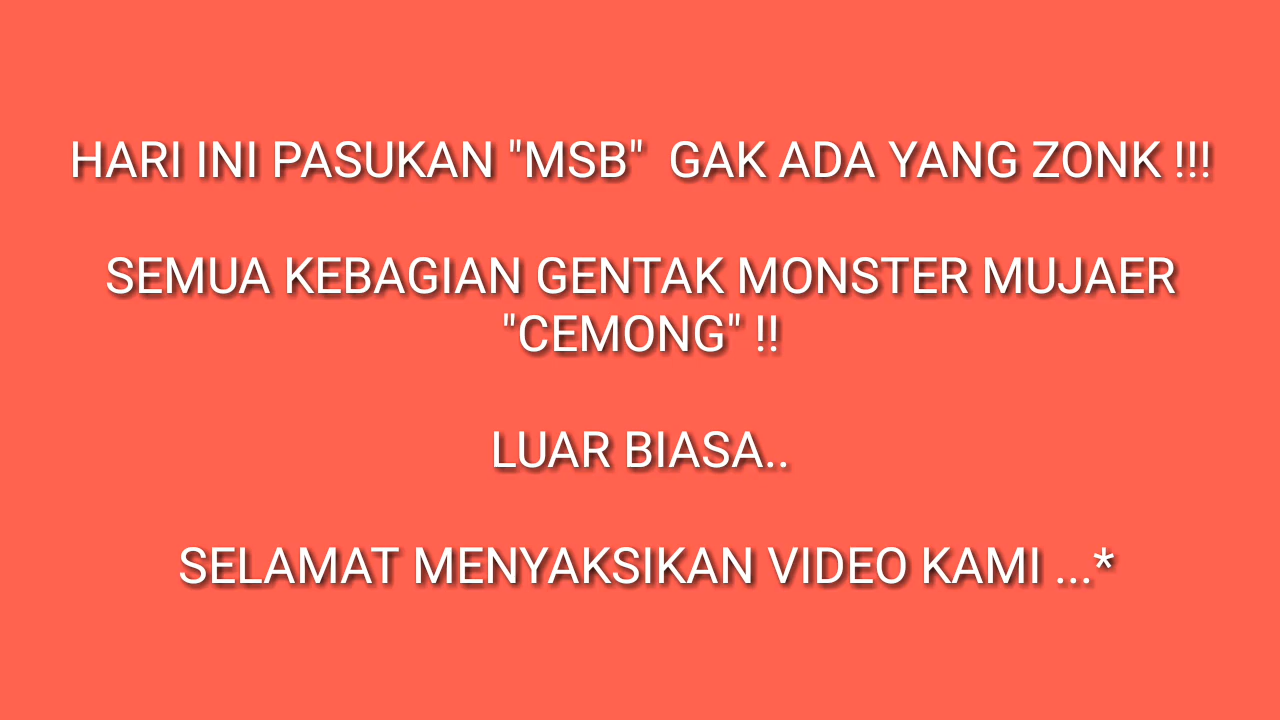 HARI INI PASUKAN "MSB"  GAK ADA YANG ZONK !!!
SEMUA KEBAGIAN GENTAK MONSTER MUJAER
"CEMONG" !!
LUAR BIASA..
SELAMAT MENYAKSIKAN VIDEO KAMI ...*